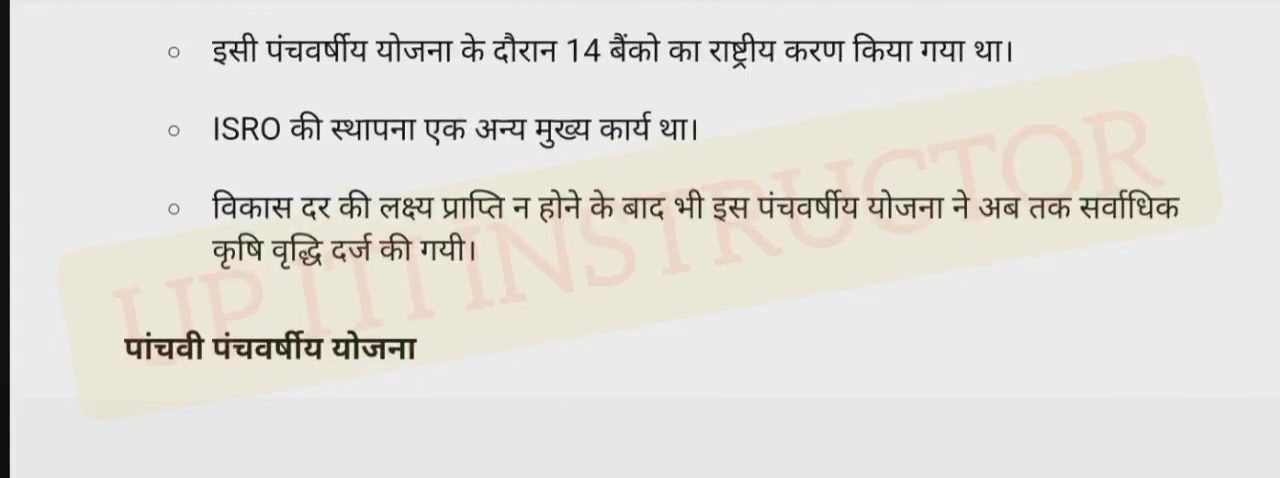 इसी पंचवर्षीय योजना के दौरान 14 बैंको का राष्ट्रीय करण किया गया था।
ISRO की स्थापना एक अन्य मुख्य कार्य था।
विकास दर की लक्ष्य प्राप्ति न होने के बाद भी इस पंचवर्षीय योजना ने अब तक सर्वाधिक
कृषि वृद्धि दर्ज की गयी।
UP ITI INSTRUCTOR
पांचवी पंचवर्षीय योजना